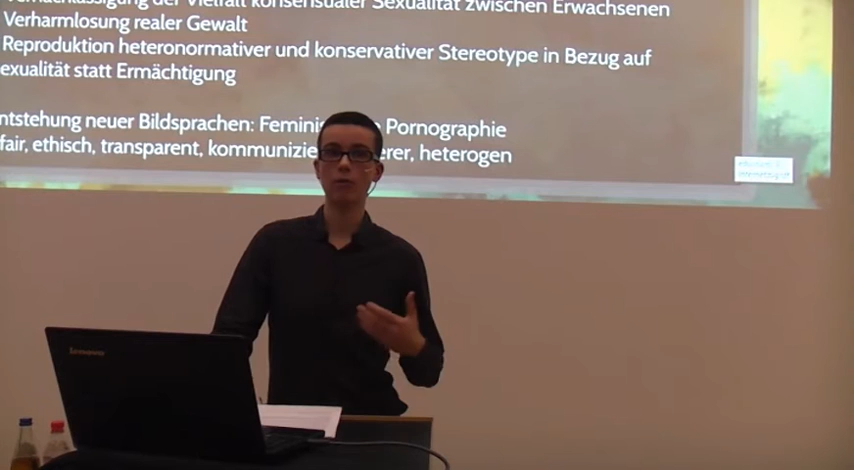 der Vielfalt konsensualer Sexualität zwischen Erwachsenen
Verharmlosung realer Gewalt
Reproduktion heteronormativer und konservativer Stereotype in Bezug auf
exualität statt Ermächtigung
ntstehung neuer Bildsprachen: Femini Pornographie
fair, ethisch, transparent, kommunizie erer, heterogen